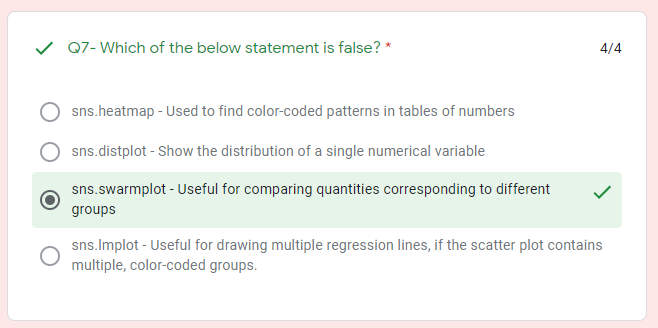 Q7- Which of the below statement is false? *
4/4
sns.heatmap - Used to find color-coded patterns in tables of numbers
sns.distplot - Show the distribution of a single numerical variable
sns.swarmplot - Useful for comparing quantities corresponding to different
groups
sns.lmplot - Useful for drawing multiple regression lines, if the scatter plot contains
multiple, color-coded groups.